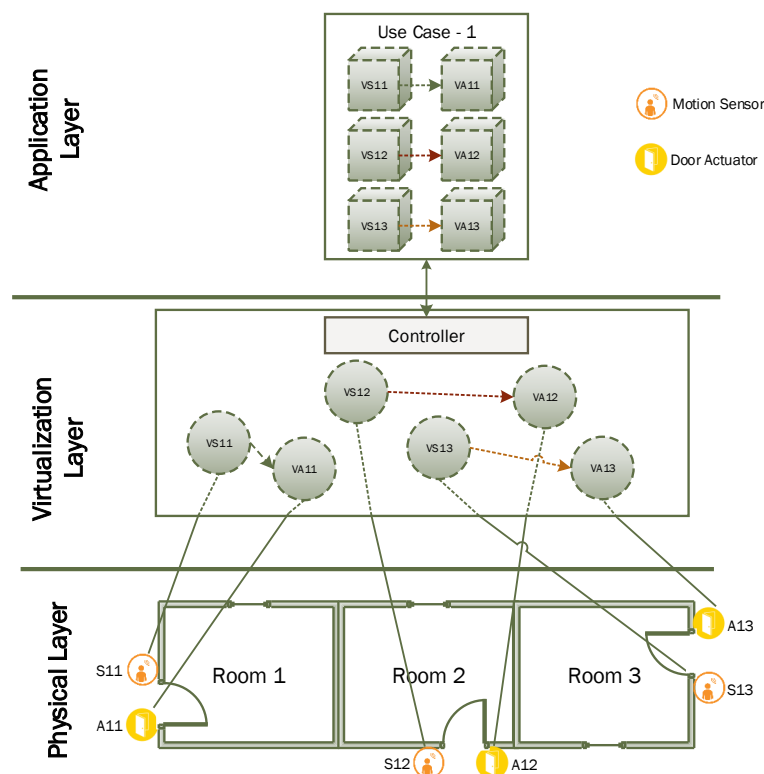 Use Case - 1
VS11
VA11
VS12
VA12
VS13
VA13
Motion Sensor
Door Actuator
Application
Layer
Controller
VS12
VA12
VS11
VA11
VS13
VA13
Virtualization
Layer
Physical Layer
Room 1
Room 2
Room 3
S11
A11
S12
A12
A13
S13